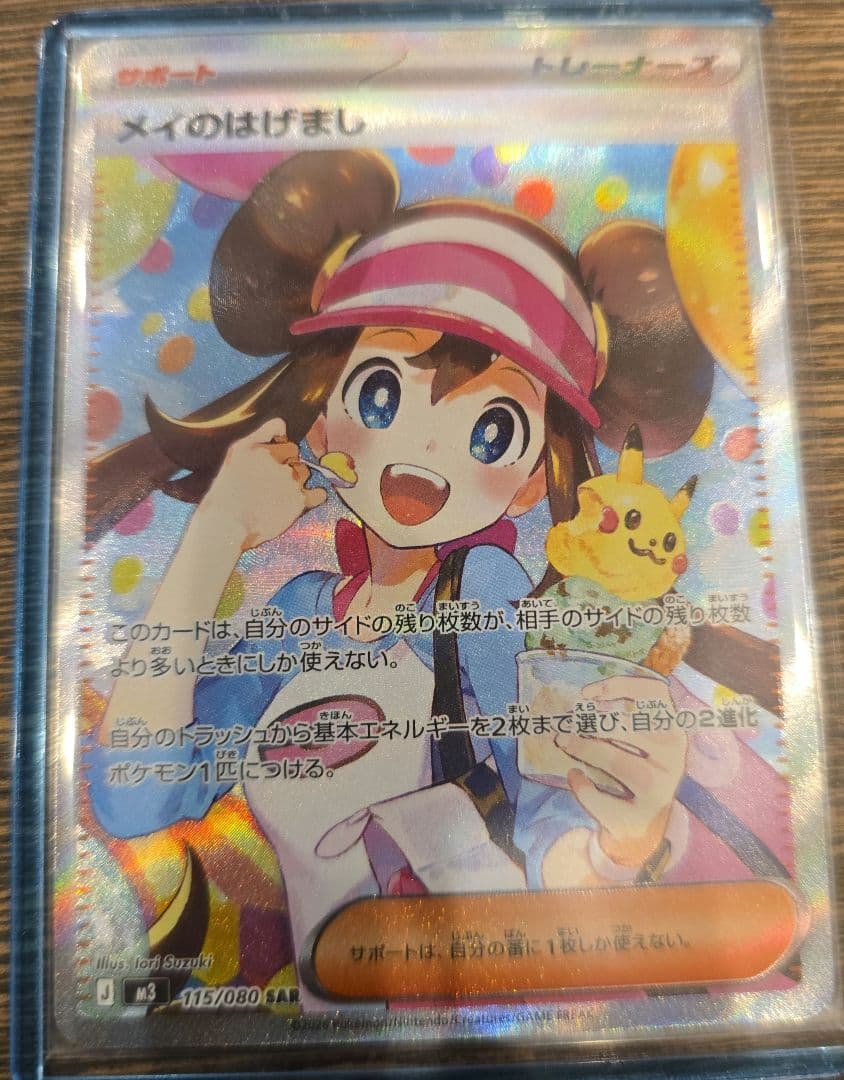 サポート
トレーナーズ
メイのはげまし
このカードは、自分のサイドの残り枚数が、相手のサイドの残り枚数
より多いときにしか使えない。
自分のトラッシュから基本エネルギーを2枚まで選び、自分の2進化
ポケモン1匹につける。
サポートは、自分の番に1枚しか使えない。
Illus. Iori Suzuki
J M3 115/080 SAR
©2026 Pokémon/Nintendo/Creatures/GAME FREAK